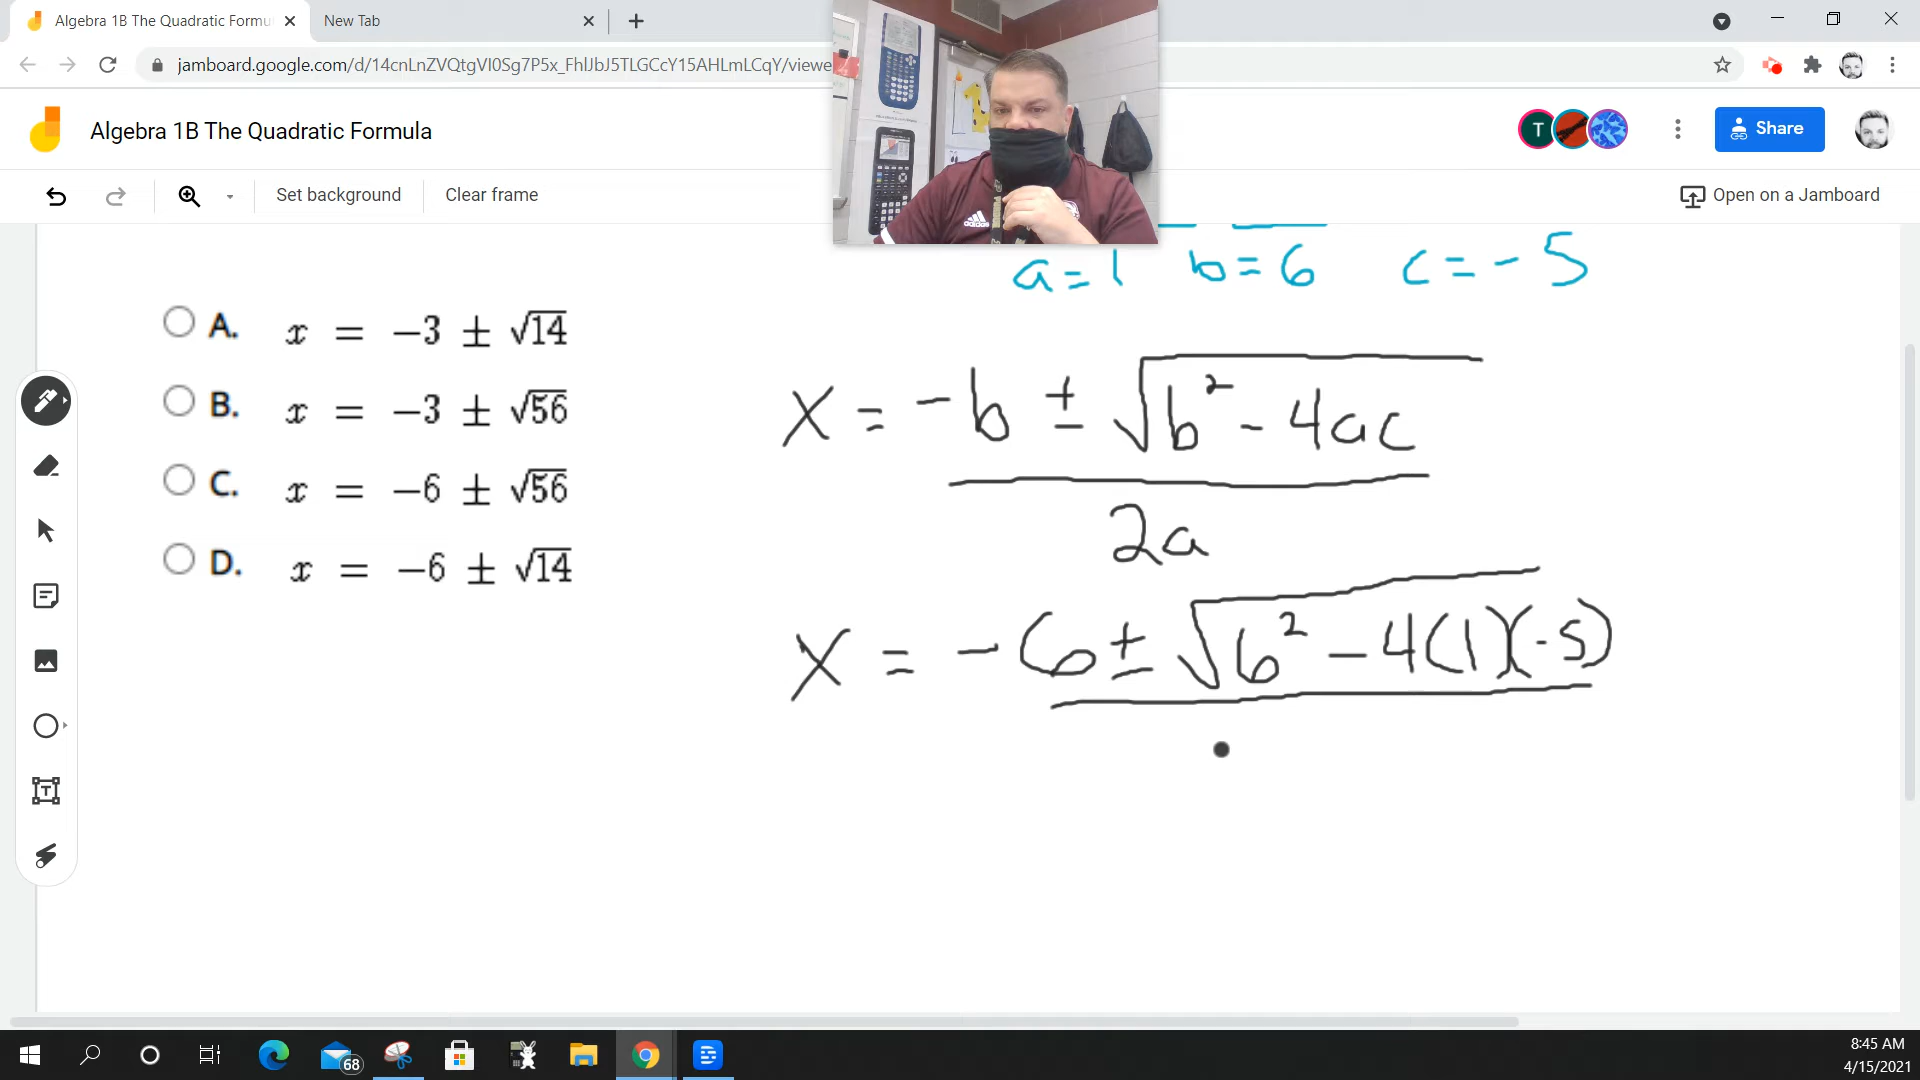 Algebra 1B The Quadratic Formu
New Tab
jamboard.google.com/d/14cnLnZVQtgVI0Sg7P5x_FhlJbJ5TLGCcY15AHLmLCqY/viewe
Algebra 1B The Quadratic Formula
T
Share
Set background
Clear frame
Open on a Jamboard
adidas
a = 1 b = 6 c = - 5
A. x = −3 ± √14
B. x = −3 ± √56
C. x = −6 ± √56
D. x = −6 ± √14
X = -b ± √b² - 4ac
2a
X = - 6 ± √6² - 4(1)(-5)
68
8:45 AM
4/15/2021